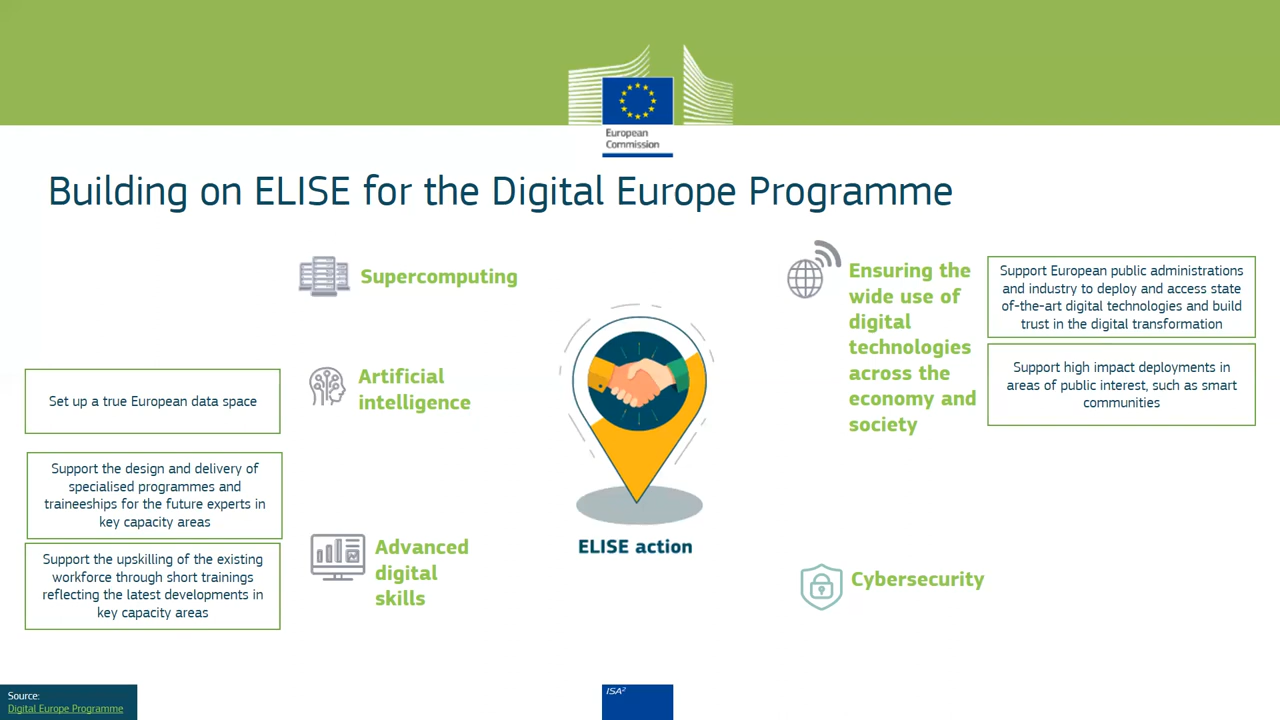 European
Commission
Building on ELISE for the Digital Europe Programme
Supercomputing
Artificial
intelligence
Set up a true European data space
Support the design and delivery of
specialised programmes and
traineeships for the future experts in
key capacity areas
Support the upskilling of the existing
workforce through short trainings
reflecting the latest developments in
key capacity areas
Advanced
digital
skills
ELISE action
Ensuring the
wide use of
digital
technologies
across the
economy and
society
Support European public administrations
and industry to deploy and access state
of-the-art digital technologies and build
trust in the digital transformation
Support high impact deployments in
areas of public interest, such as smart
communities
Cybersecurity
Source:
Digital Europe Programme
ISA²